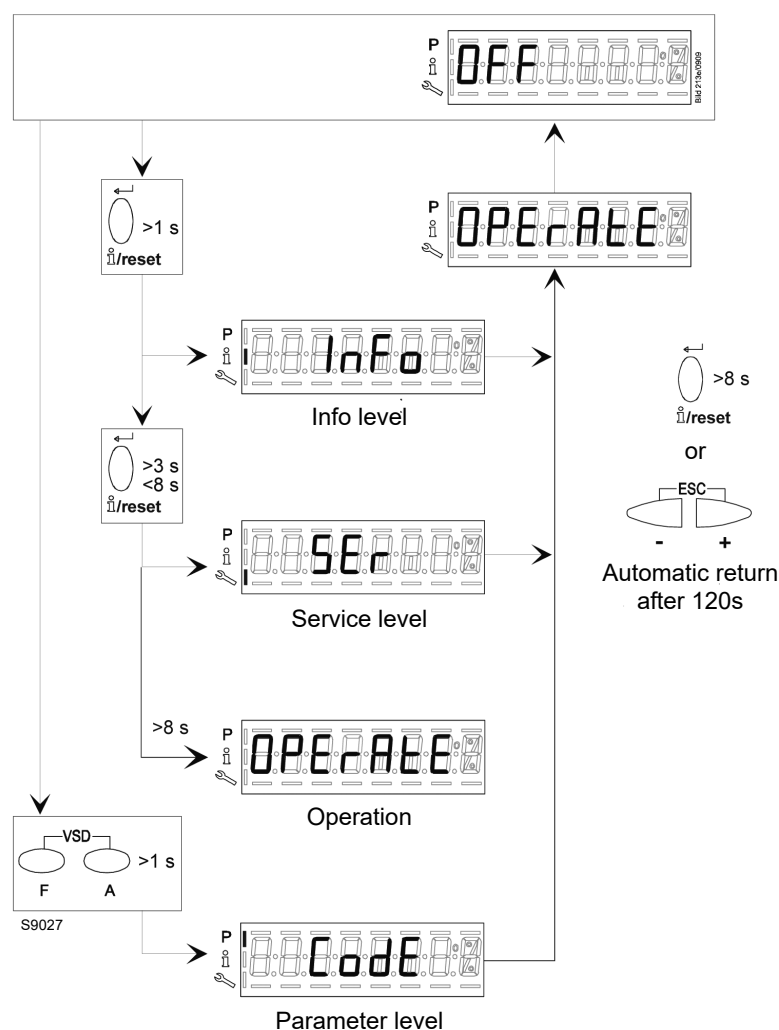 P
i
OFF
Bild 213e/0909
>1 s
i/reset
P
i
OPErAtE
P
i
InFo
Info level
>8 s
i/reset
or
ESC
- +
Automatic return
after 120s
>3 s
<8 s
i/reset
P
i
SEr
Service level
>8 s
P
i
OPErAtE
Operation
VSD
>1 s
F A
S9027
P
i
CodE
Parameter level